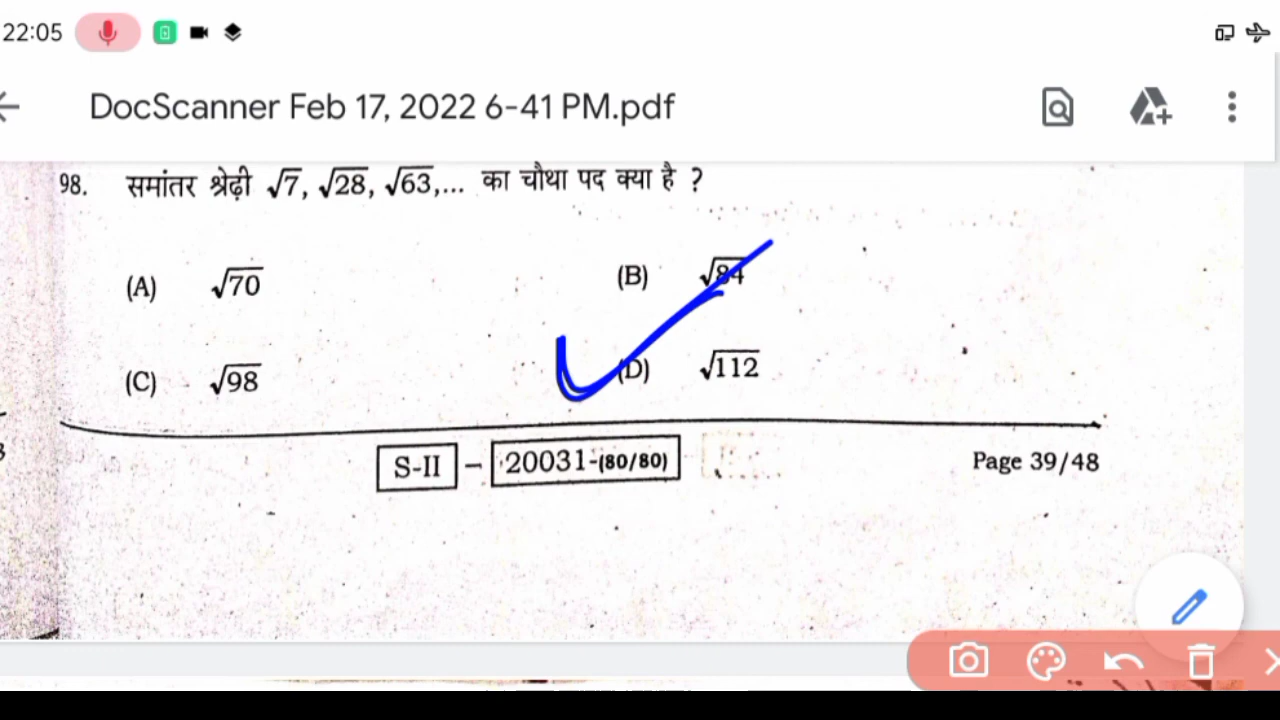 22:05
DocScanner Feb 17, 2022 6-41 PM.pdf
98. समांतर श्रेढ़ी √7, √28, √63,... का चौथा पद क्या है ?
(A) √70 (B) √84
(C) √98 (D) √112
S-II - 20031-(80/80) Page 39/48